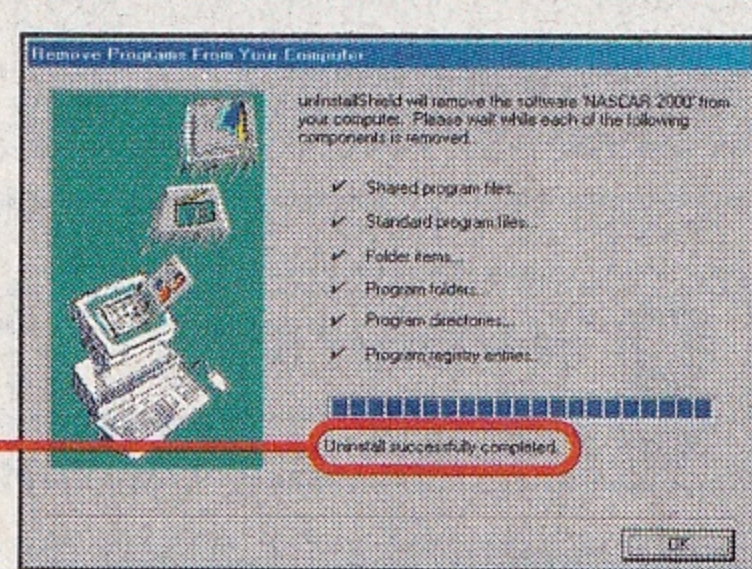 Remove Programs From Your Computer
unInstallShield will remove the software 'NASCAR 2000' from
your computer. Please wait while each of the following
components is removed.
✔ Shared program files...
✔ Standard program files...
✔ Folder items...
✔ Program folders...
✔ Program directories...
✔ Program registry entries...
Uninstall successfully completed.
OK